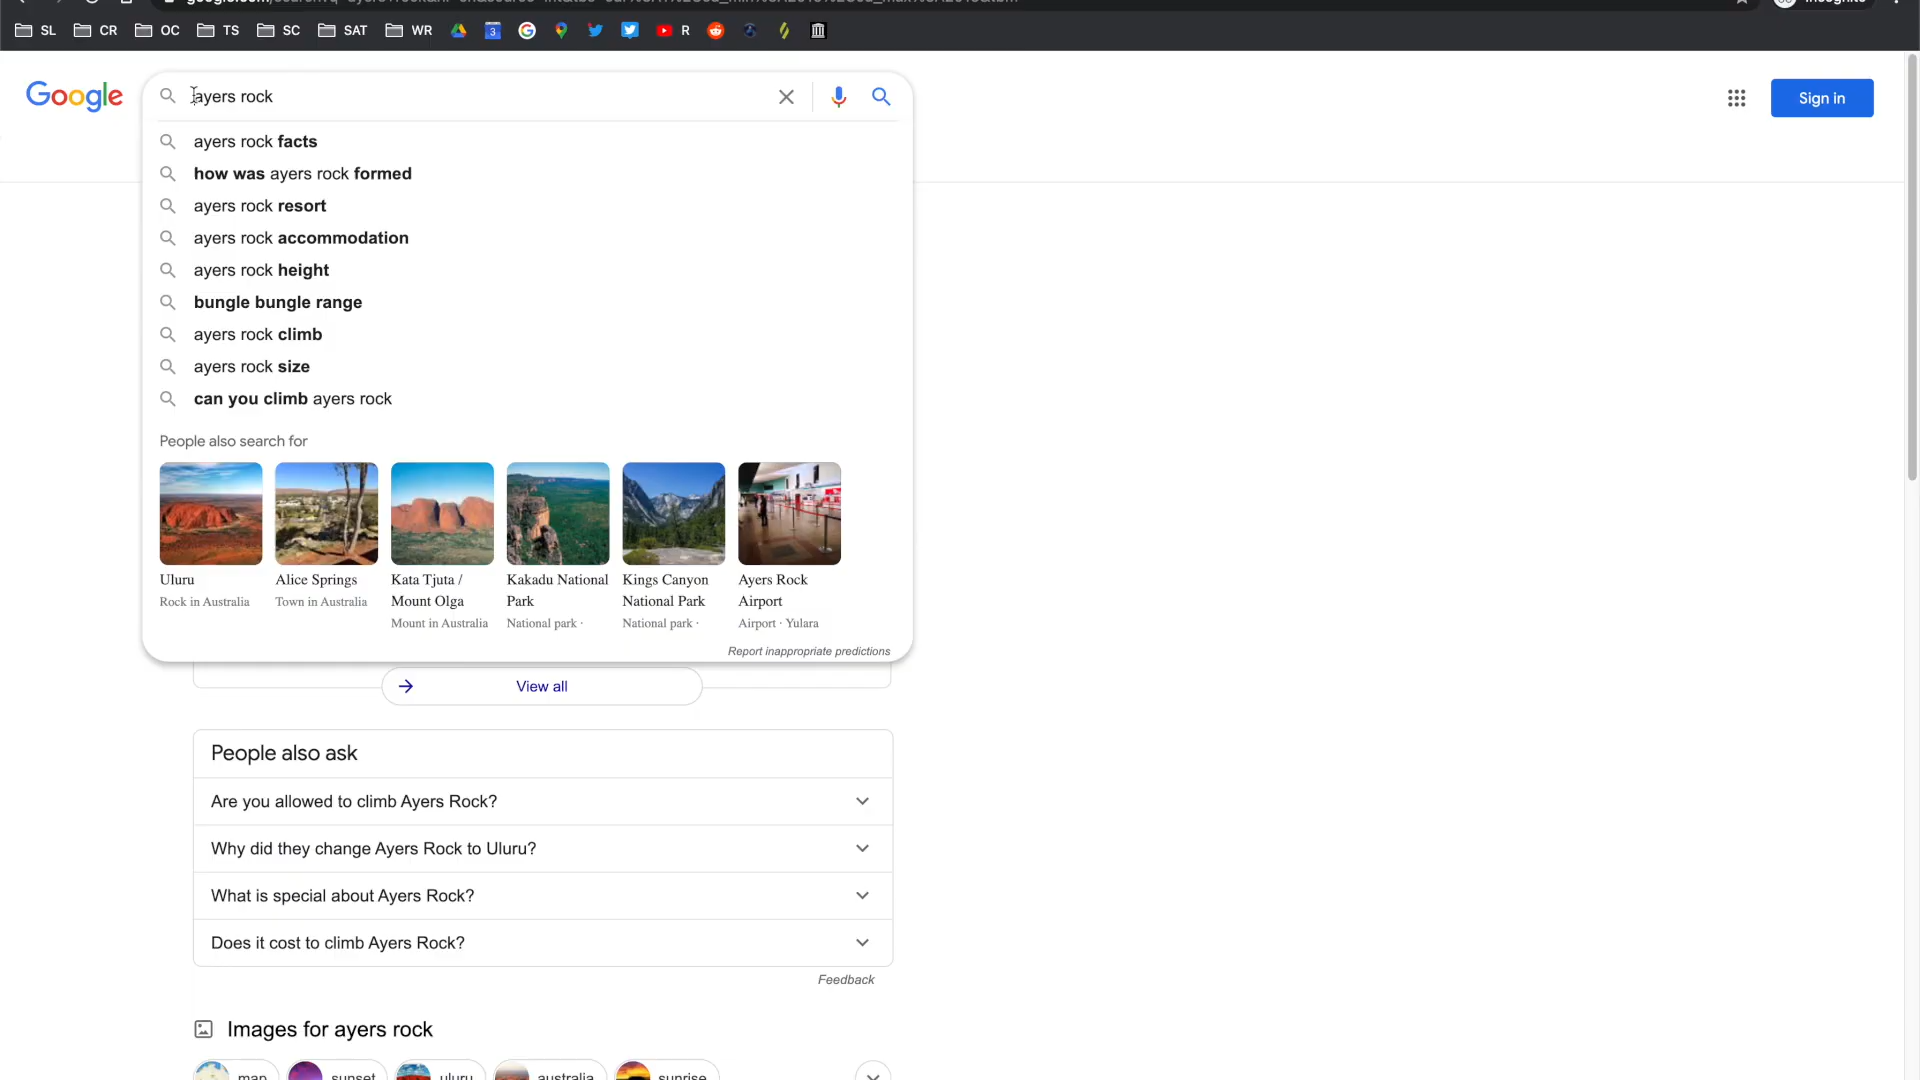 SL
CR
OC
TS
SC
SAT
WR
3
R
Google
ayers rock
Sign in
ayers rock facts
how was ayers rock formed
ayers rock resort
ayers rock accommodation
ayers rock height
bungle bungle range
ayers rock climb
ayers rock size
can you climb ayers rock
People also search for
Uluru
Rock in Australia
Alice Springs
Town in Australia
Kata Tjuta /
Mount Olga
Mount in Australia
Kakadu National
Park
National park ·
Kings Canyon
National Park
National park ·
Ayers Rock
Airport
Airport · Yulara
Report inappropriate predictions
View all
People also ask
Are you allowed to climb Ayers Rock?
Why did they change Ayers Rock to Uluru?
What is special about Ayers Rock?
Does it cost to climb Ayers Rock?
Feedback
Images for ayers rock
map
sunset
uluru
australia
sunrise